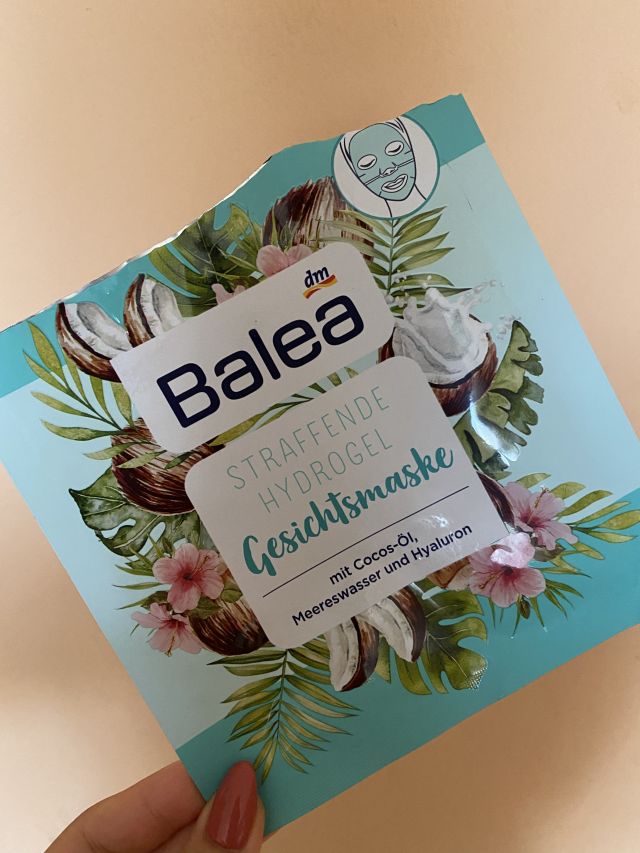 dm
Balea
STRAFFENDE
HYDROGEL
Gesichtsmaske
mit Cocos-Öl,
Meereswasser und Hyaluron